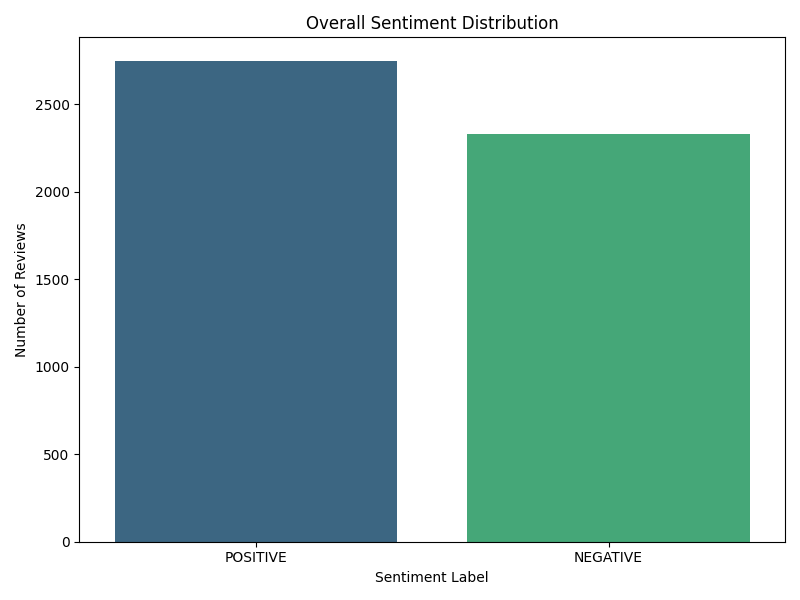 Overall Sentiment Distribution
2500
2000
1500
1000
500
0
Number of Reviews
POSITIVE NEGATIVE
Sentiment Label